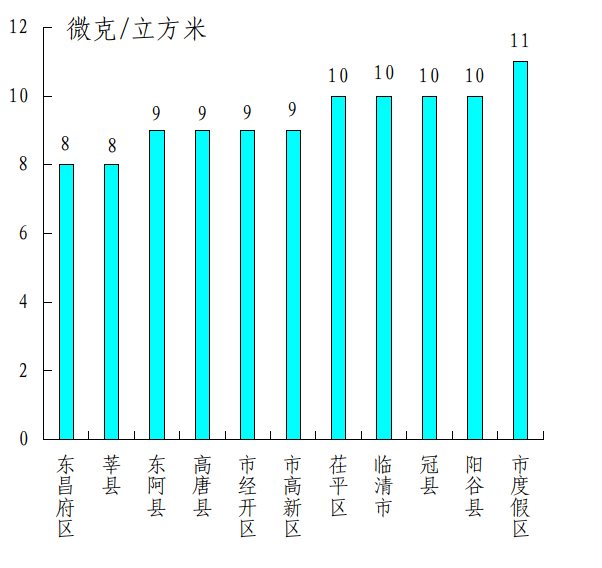 微克/立方米
12
10
8
6
4
2
0
8
8
9
9
9
9
10
10
10
10
11
东昌府区
莘县
东阿县
高唐县
市经开区
市高新区
茌平区
临清市
冠县
阳谷县
市度假区